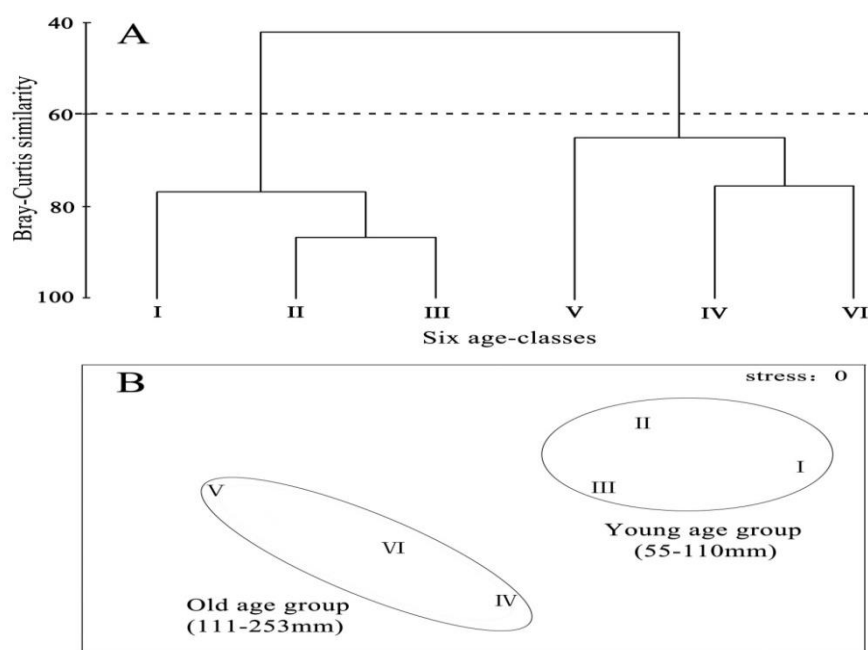 A
Bray-Curtis similarity
40
60
80
100
I II III V IV VI
Six age-classes
B
stress: 0
II
I
III
Young age group
(55-110mm)
V
VI
IV
Old age group
(111-253mm)